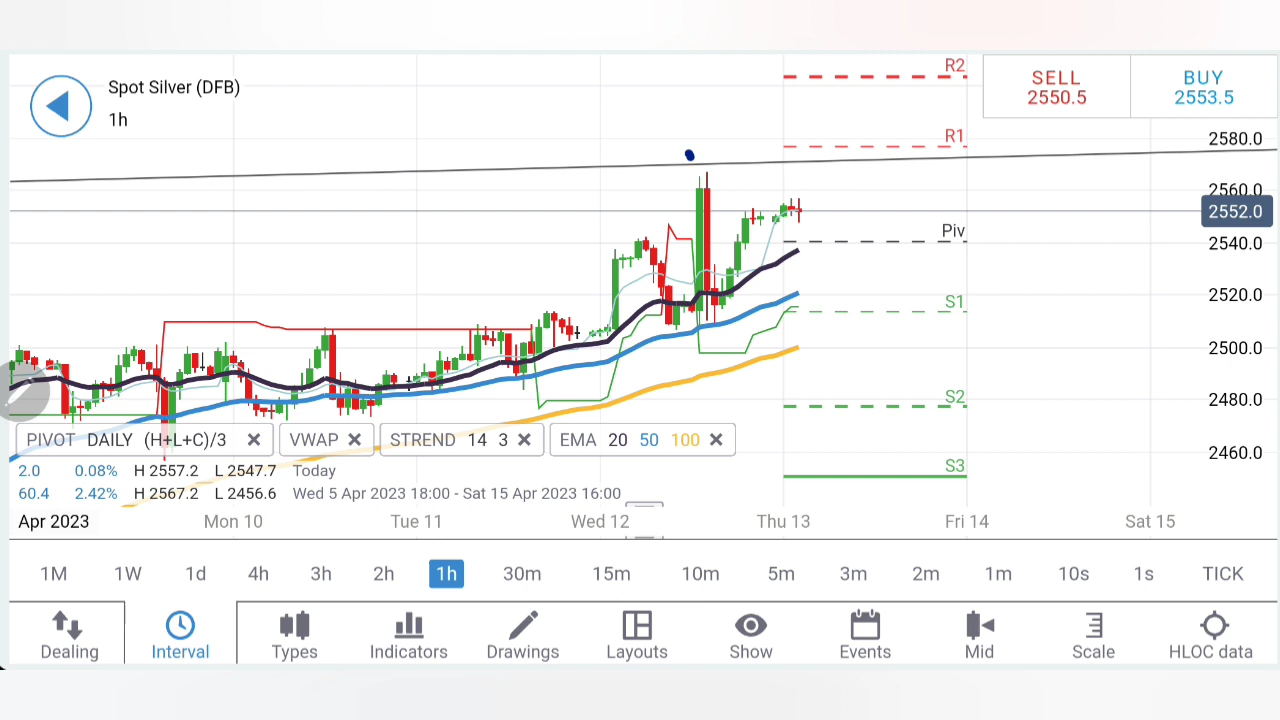 Spot Silver (DFB)
1h
SELL
2550.5
BUY
2553.5
R2
R1
Piv
S1
S2
S3
2580.0
2560.0
2552.0
2540.0
2520.0
2500.0
2480.0
2460.0
PIVOT DAILY (H+L+C)/3
VWAP
STREND 14 3
EMA 20 50 100
2.0 0.08% H 2557.2 L 2547.7 Today
60.4 2.42% H 2567.2 L 2456.6 Wed 5 Apr 2023 18:00 - Sat 15 Apr 2023 16:00
Apr 2023 Mon 10 Tue 11 Wed 12 Thu 13 Fri 14 Sat 15
1M 1W 1d 4h 3h 2h 1h 30m 15m 10m 5m 3m 2m 1m 10s 1s TICK
Dealing Interval Types Indicators Drawings Layouts Show Events Mid Scale HLOC data